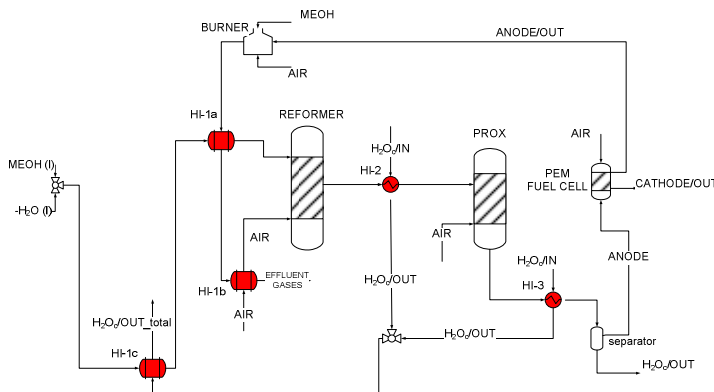 MEOH
BURNER
ANODE/OUT
AIR
HI-1a
REFORMER
PROX
AIR
H₂Oc/IN
HI-2
PEM
FUEL CELL
CATHODE/OUT
MEOH (l)
-H₂O (l)
AIR
AIR
ANODE
H₂Oc/IN
EFFLUENT
GASES
H₂Oc/OUT
HI-1b
HI-3
AIR
H₂Oc/OUT_total
H₂Oc/OUT
separator
HI-1c
H₂Oc/OUT